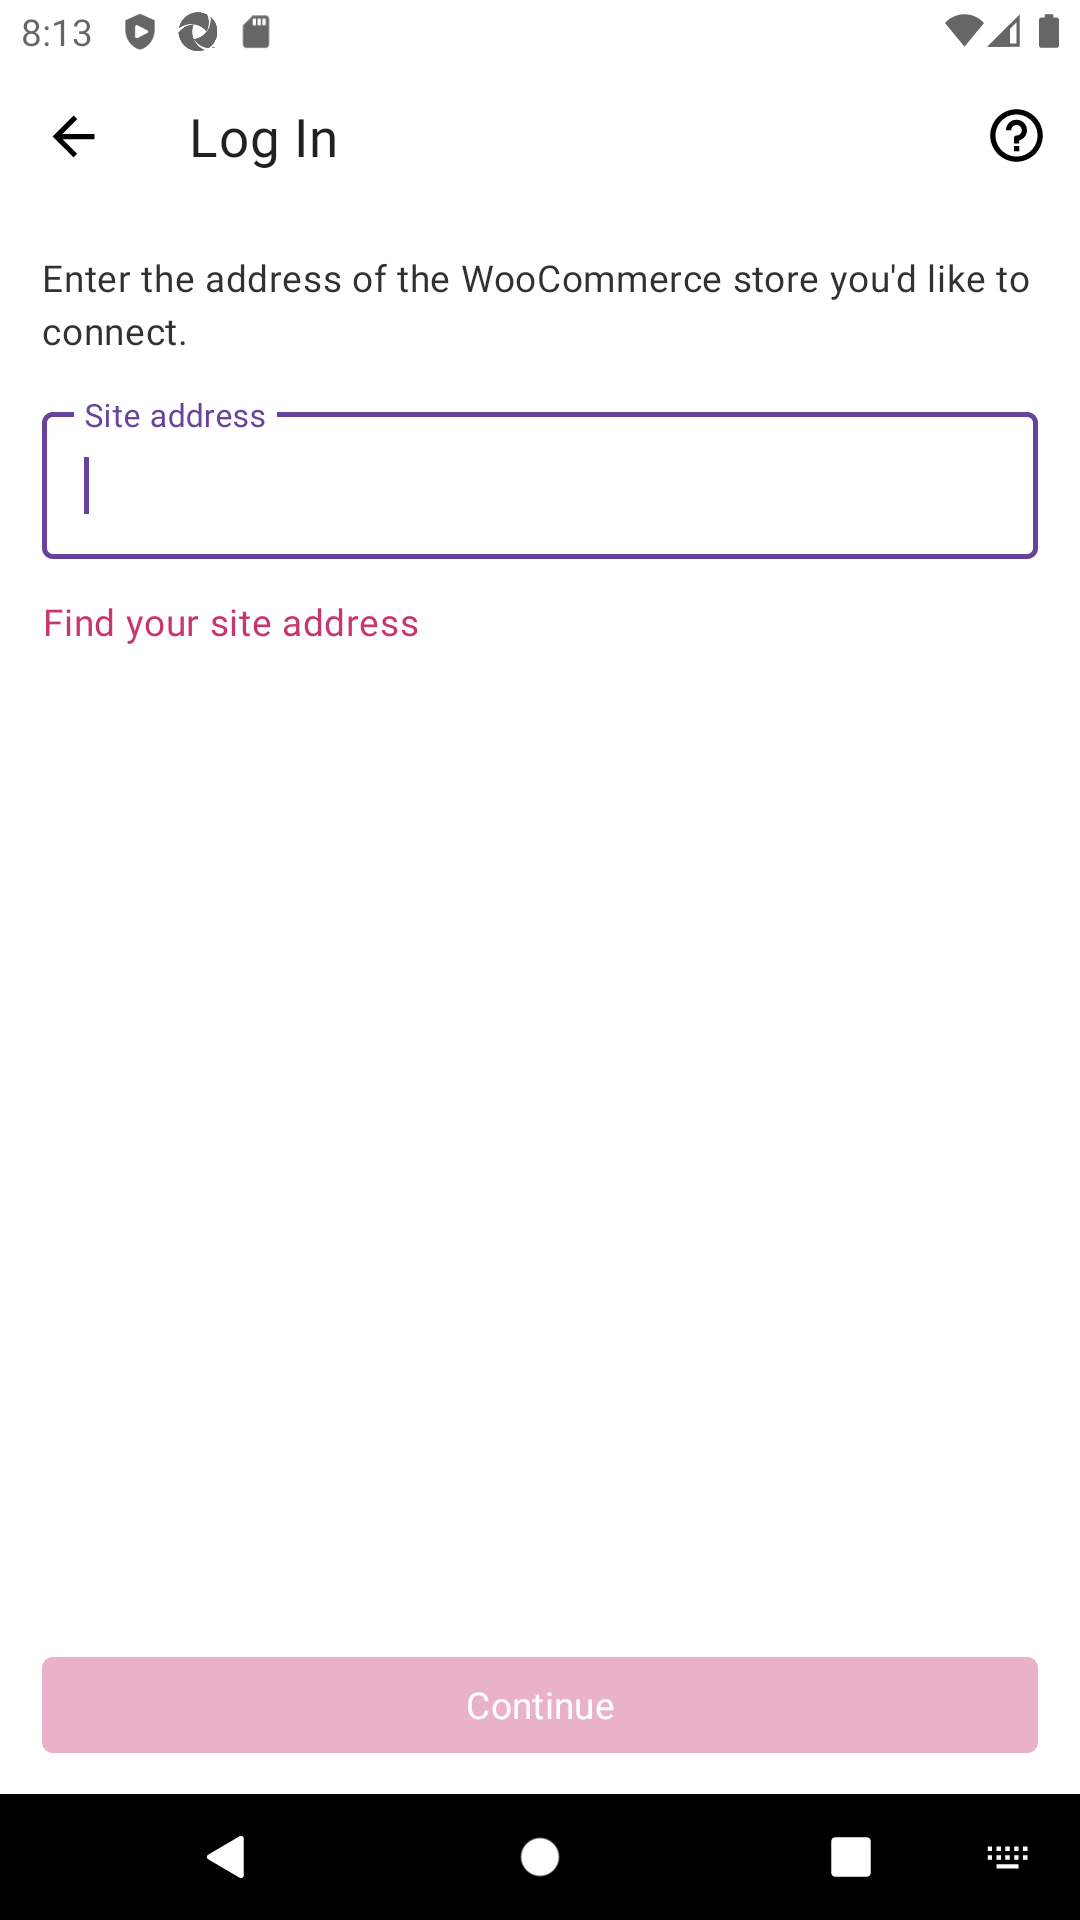 8:13
Log In
Enter the address of the WooCommerce store you'd like to
connect.
Site address
Find your site address
Continue